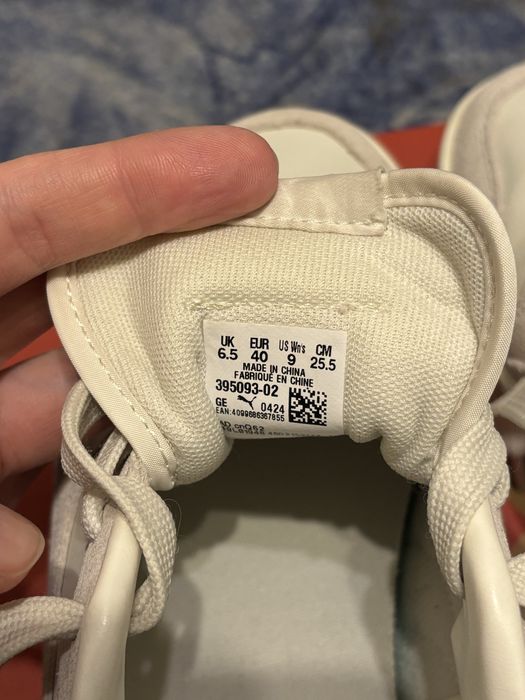 UK EUR US Wn's CM
6.5 40 9 25.5
MADE IN CHINA
FABRIQUÉ EN CHINE
395093-02
GE 0424
EAN:4099686367855